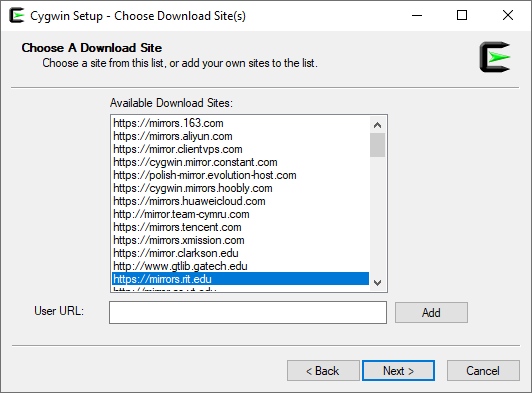 Cygwin Setup - Choose Download Site(s)
Choose A Download Site
Choose a site from this list, or add your own sites to the list.
Available Download Sites:
https://mirrors.163.com
https://mirrors.aliyun.com
https://mirror.clientvps.com
https://cygwin.mirror.constant.com
https://polish-mirror.evolution-host.com
https://cygwin.mirrors.hoobly.com
https://mirrors.huaweicloud.com
http://mirror.team-cymru.com
https://mirrors.tencent.com
https://mirrors.xmission.com
https://mirror.clarkson.edu
http://www.gtlib.gatech.edu
https://mirrors.rit.edu
User URL:
Add
< Back
Next >
Cancel